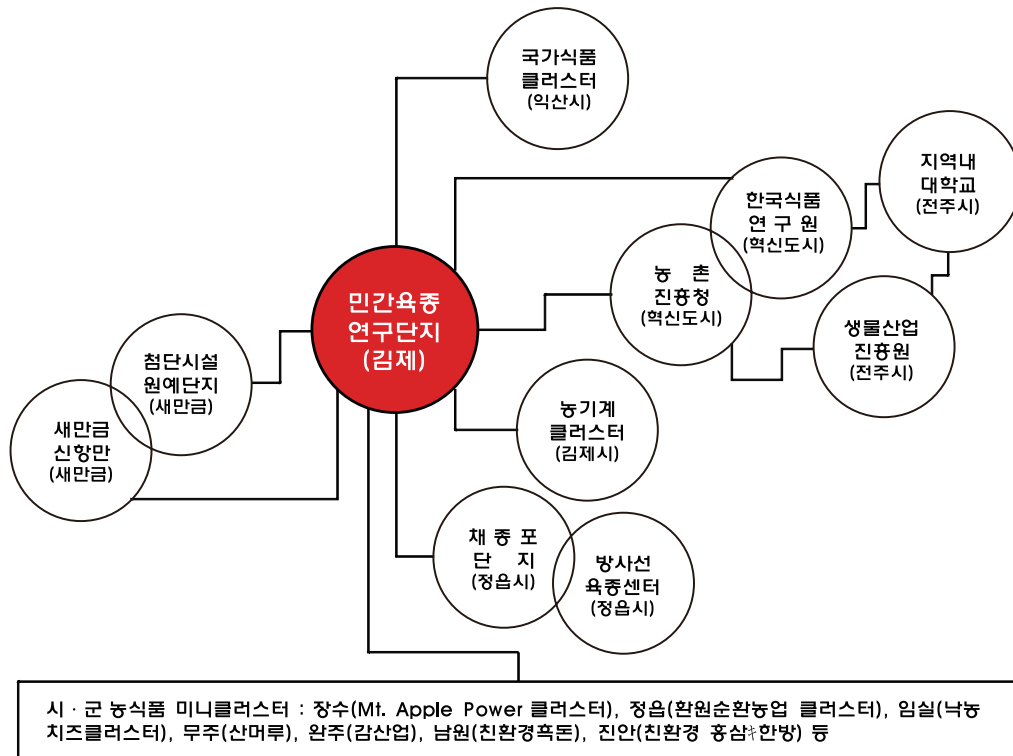 국가식품
클러스터
(익산시)
지역내
대학교
(전주시)
한국식품
연 구 원
(혁신도시)
농 촌
진흥청
(혁신도시)
생물산업
진흥원
(전주시)
민간육종
연구단지
(김제)
첨단시설
원예단지
(새만금)
새만금
신항만
(새만금)
농기계
클러스터
(김제시)
채 종 포
단 지
(정읍시)
방사선
육종센터
(정읍시)
시 · 군 농식품 미니클러스터 : 장수(Mt. Apple Power 클러스터), 정읍(환원순환농업 클러스터), 임실(낙농
치즈클러스터), 무주(산머루), 완주(감산업), 남원(친환경흑돈), 진안(친환경 홍삼‧한방) 등